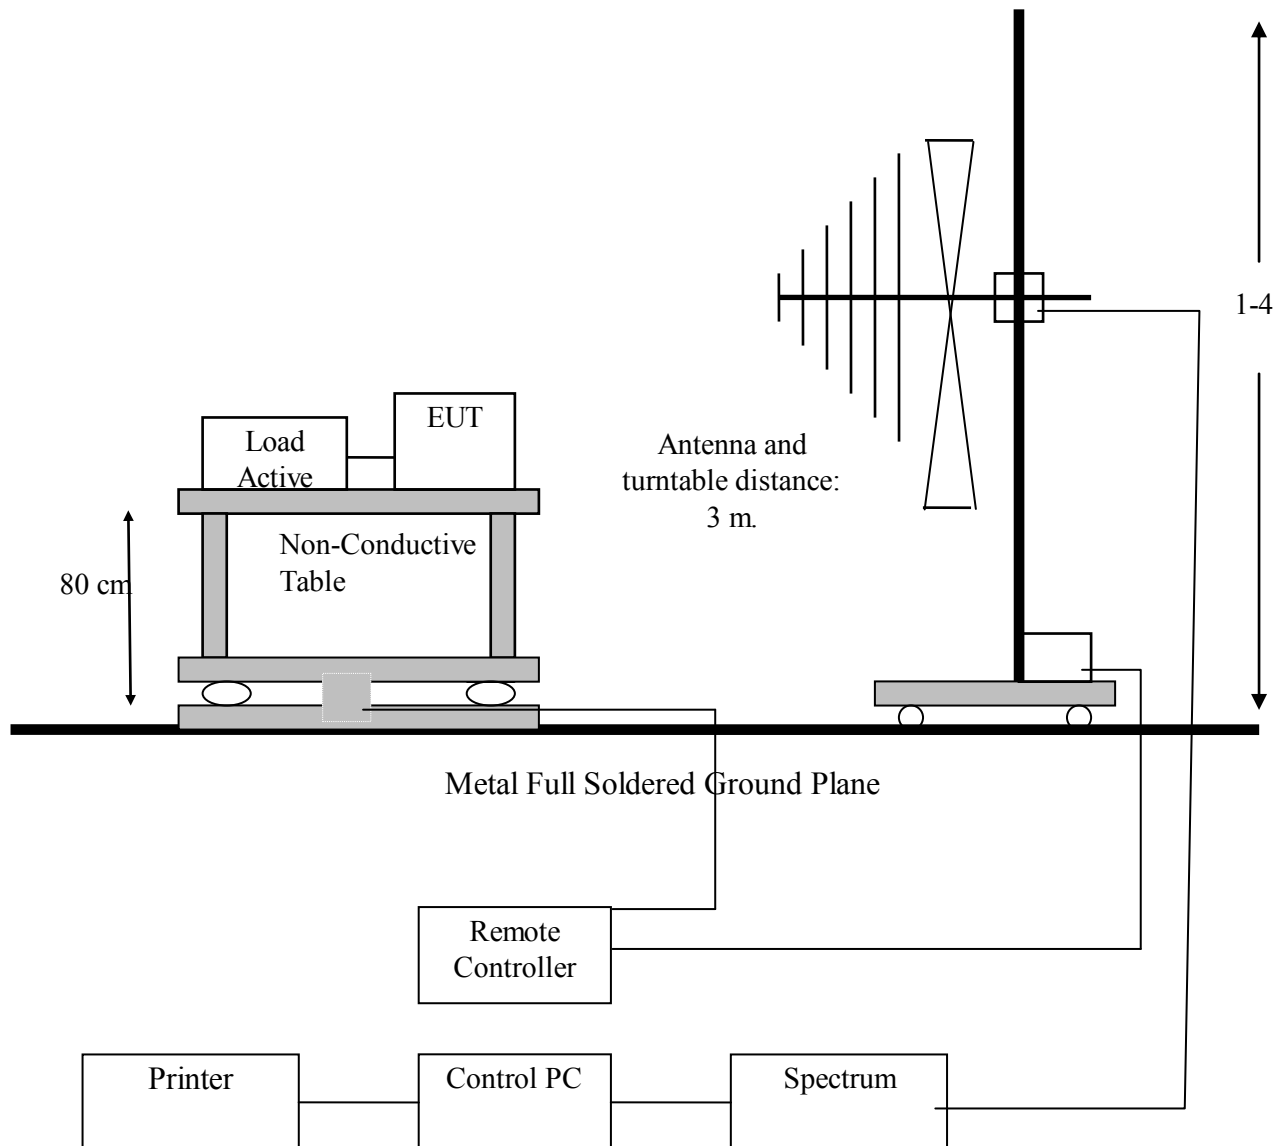 1-4
EUT
Load
Active
Antenna and
turntable distance:
3 m.
Non-Conductive
Table
80 cm
Metal Full Soldered Ground Plane
Remote
Controller
Printer
Control PC
Spectrum